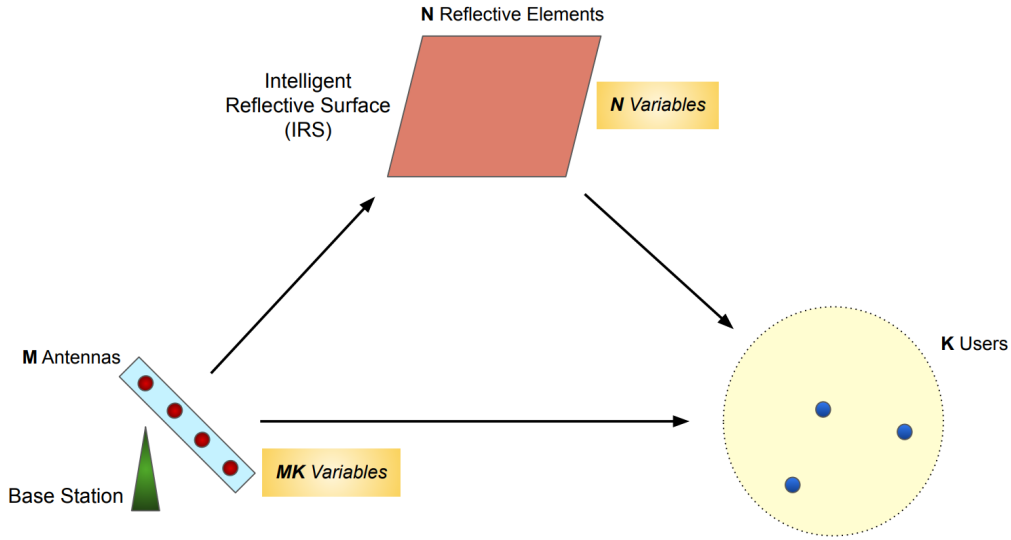 N Reflective Elements
Intelligent
Reflective Surface
(IRS)
N Variables
M Antennas
K Users
MK Variables
Base Station